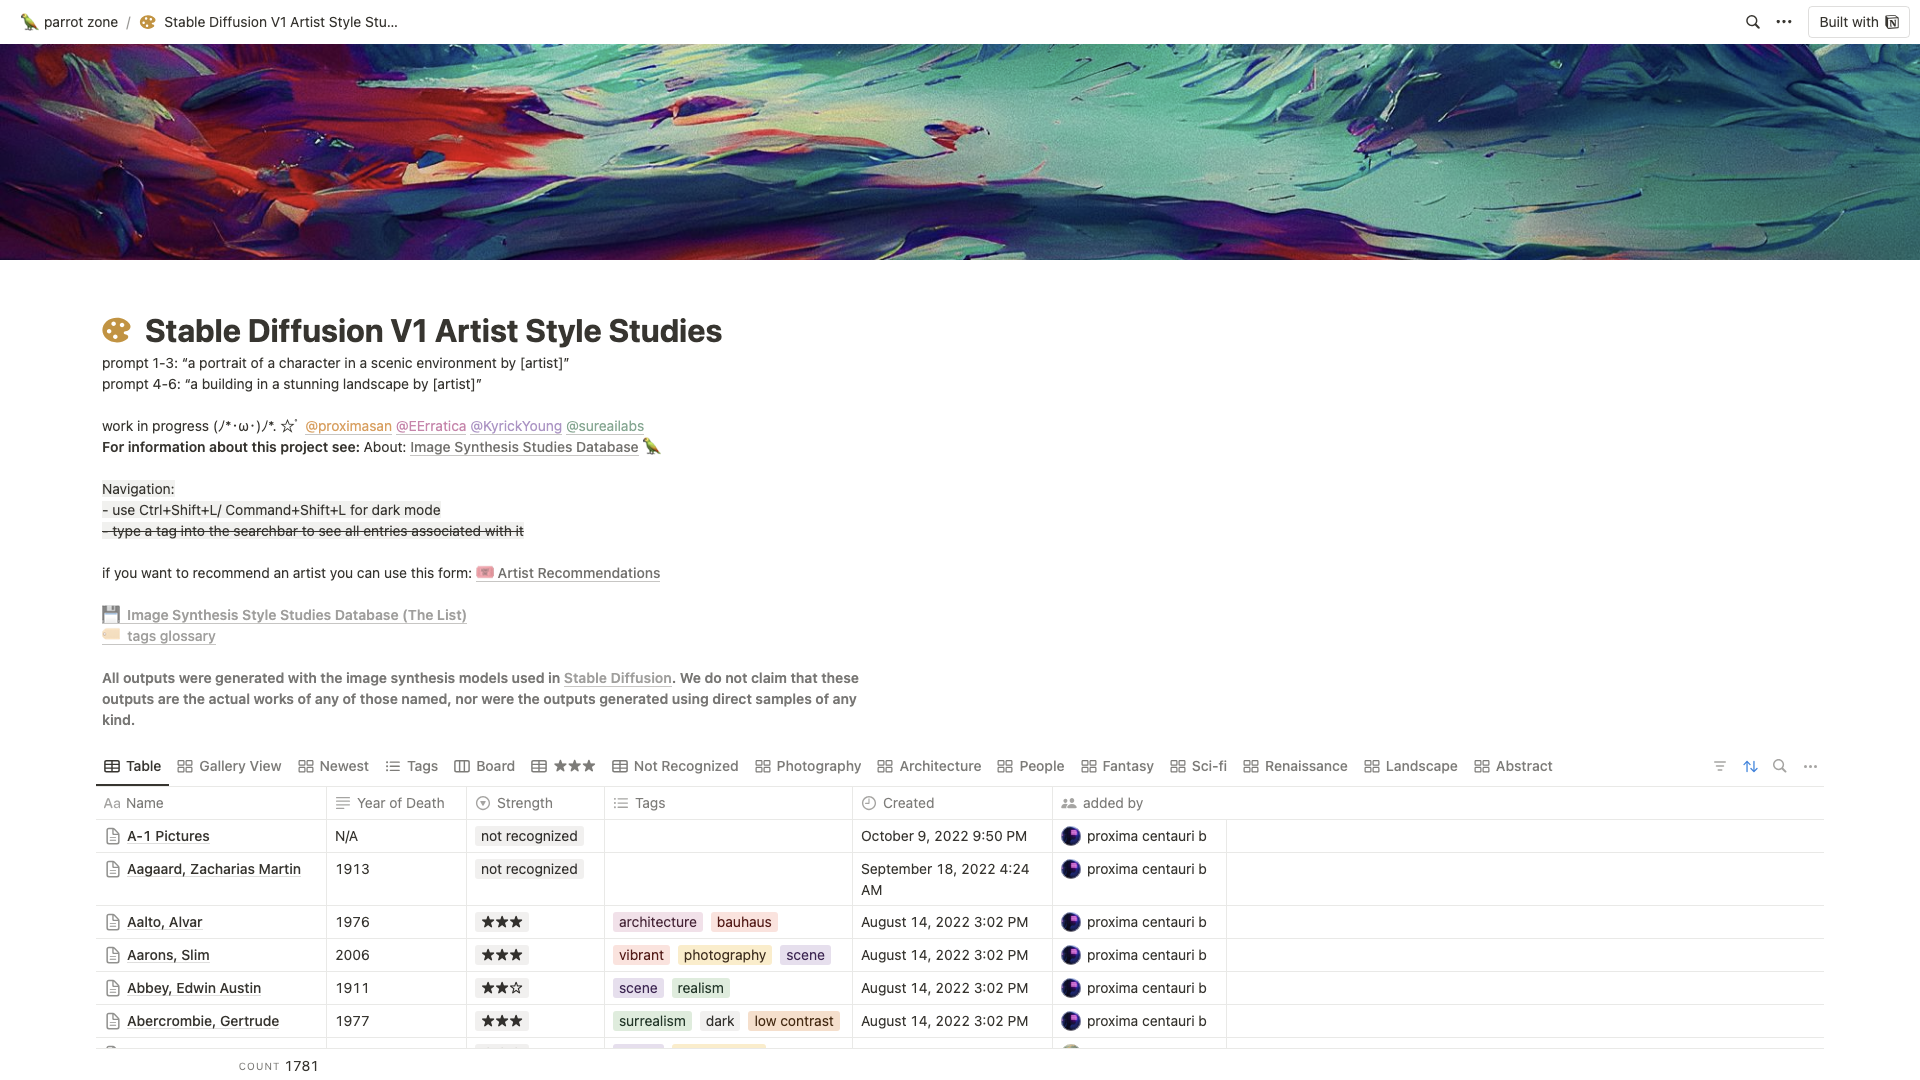 parrot zone / Stable Diffusion V1 Artist Style Stu...
Built with
Stable Diffusion V1 Artist Style Studies
prompt 1-3: “a portrait of a character in a scenic environment by [artist]”
prompt 4-6: “a building in a stunning landscape by [artist]”
work in progress (ﾉ*･ω･)ﾉ*. ☆ﾟ @proximasan @EErratica @KyrickYoung @sureailabs
For information about this project see: About: Image Synthesis Studies Database
Navigation:
- use Ctrl+Shift+L/ Command+Shift+L for dark mode
- type a tag into the searchbar to see all entries associated with it
if you want to recommend an artist you can use this form: Artist Recommendations
Image Synthesis Style Studies Database (The List)
tags glossary
All outputs were generated with the image synthesis models used in Stable Diffusion. We do not claim that these
outputs are the actual works of any of those named, nor were the outputs generated using direct samples of any
kind.
Table Gallery View Newest Tags Board ★★★ Not Recognized Photography Architecture People Fantasy Sci-fi Renaissance Landscape Abstract
Aa Name Year of Death Strength Tags Created added by
A-1 Pictures N/A not recognized October 9, 2022 9:50 PM proxima centauri b
Aagaard, Zacharias Martin 1913 not recognized September 18, 2022 4:24 proxima centauri b
AM
Aalto, Alvar 1976 ★★★ architecture bauhaus August 14, 2022 3:02 PM proxima centauri b
Aarons, Slim 2006 ★★★ vibrant photography scene August 14, 2022 3:02 PM proxima centauri b
Abbey, Edwin Austin 1911 ★★☆ scene realism August 14, 2022 3:02 PM proxima centauri b
Abercrombie, Gertrude 1977 ★★★ surrealism dark low contrast August 14, 2022 3:02 PM proxima centauri b
COUNT 1781